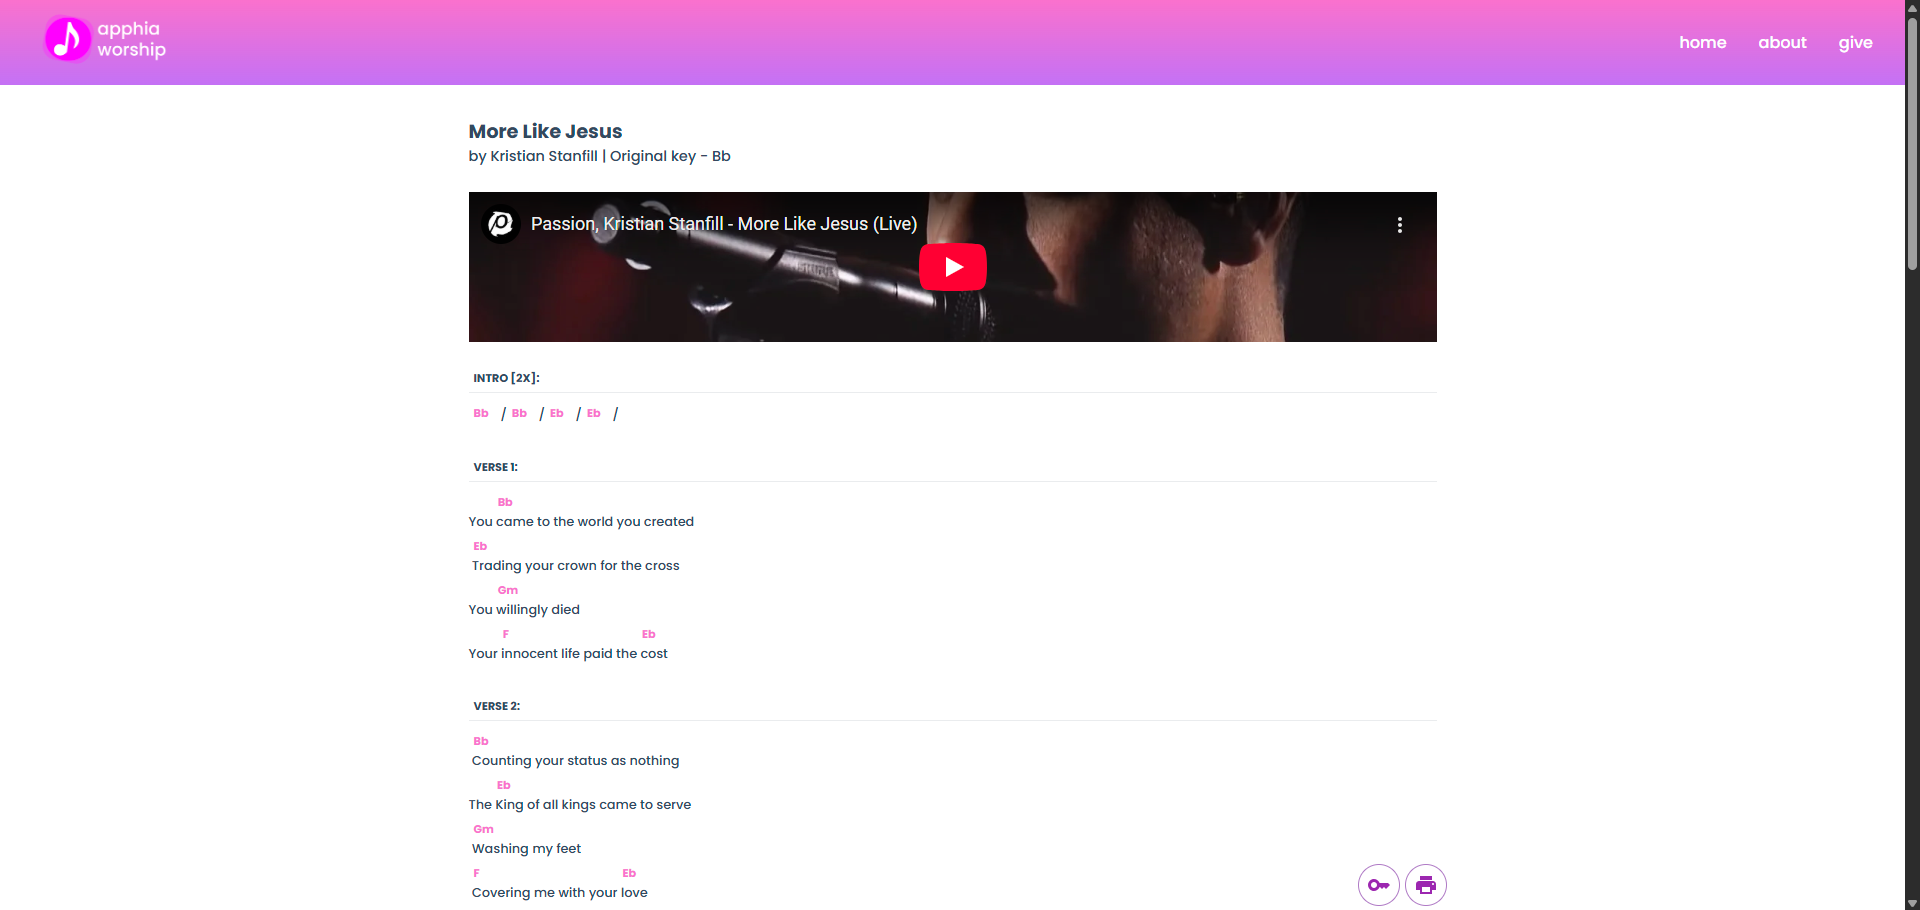 apphia
worship
home about give
More Like Jesus
by Kristian Stanfill | Original key - Bb
Passion, Kristian Stanfill - More Like Jesus (Live)
INTRO [2X]:
Bb / Bb / Eb / Eb /
VERSE 1:
Bb
You came to the world you created
Eb
Trading your crown for the cross
Gm
You willingly died
F Eb
Your innocent life paid the cost
VERSE 2:
Bb
Counting your status as nothing
Eb
The King of all kings came to serve
Gm
Washing my feet
F Eb
Covering me with your love